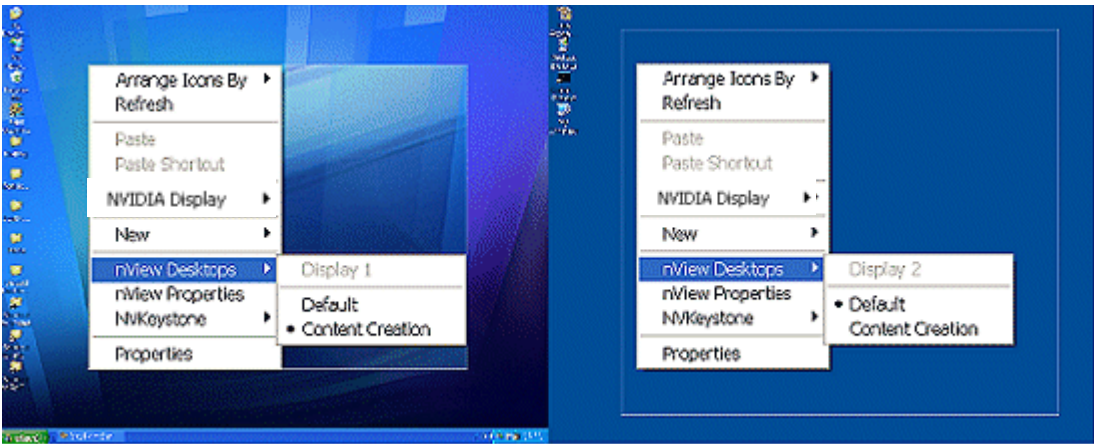 Arrange Icons By
Refresh
Paste
Paste Shortcut
NVIDIA Display
New
nView Desktops
nView Properties
NVKeystone
Properties
Display 1
Default
Content Creation
Arrange Icons By
Refresh
Paste
Paste Shortcut
NVIDIA Display
New
nView Desktops
nView Properties
NVKeystone
Properties
Display 2
Default
Content Creation